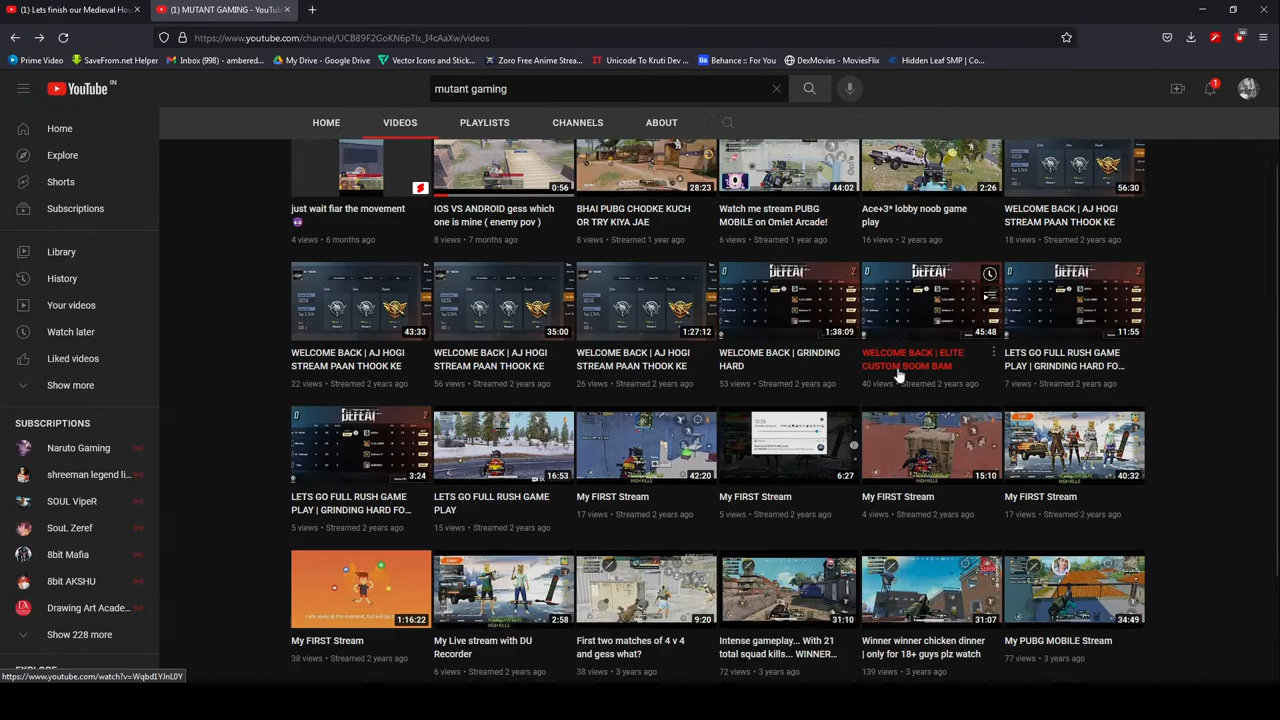 (1) Lets finish our Medieval Hou
(1) MUTANT GAMING - YouTub
https://www.youtube.com/channel/UCB89F2GoKN6pTlx_I4cAaXw/videos
Prime Video
SaveFrom.net Helper
Inbox (998) - ambered...
My Drive - Google Drive
Vector Icons and Stick...
Zoro Free Anime Strea...
Unicode To Kruti Dev ...
Behance :: For You
DexMovies - MoviesFlix
Hidden Leaf SMP | Co...
YouTube IN
mutant gaming
1
HOME
VIDEOS
PLAYLISTS
CHANNELS
ABOUT
Home
Explore
Shorts
Subscriptions
Library
History
Your videos
Watch later
Liked videos
Show more
SUBSCRIPTIONS
Naruto Gaming
shreeman legend li...
SOUL VipeR
SouL Zeref
8bit Mafia
8bit AKSHU
Drawing Art Acade...
Show 228 more
EXPLORE
0:56
28:23
44:02
2:26
56:30
just wait fiar the movement
4 views • 6 months ago
IOS VS ANDROID gess which
one is mine ( enemy pov )
8 views • 7 months ago
BHAI PUBG CHODKE KUCH
OR TRY KIYA JAE
8 views • Streamed 1 year ago
Watch me stream PUBG
MOBILE on Omlet Arcade!
8 views • Streamed 1 year ago
Ace+3* lobby noob game
play
16 views • 2 years ago
WELCOME BACK | AJ HOGI
STREAM PAAN THOOK KE
18 views • Streamed 2 years ago
43:33
35:00
1:27:12
DEFEAT
1:38:09
DEFEAT
45:48
DEFEAT
11:55
WELCOME BACK | AJ HOGI
STREAM PAAN THOOK KE
22 views • Streamed 2 years ago
WELCOME BACK | AJ HOGI
STREAM PAAN THOOK KE
56 views • Streamed 2 years ago
WELCOME BACK | AJ HOGI
STREAM PAAN THOOK KE
26 views • Streamed 2 years ago
WELCOME BACK | GRINDING
HARD
53 views • Streamed 2 years ago
WELCOME BACK | ELITE
CUSTOM BOOM BAM
40 views • Streamed 2 years ago
LETS GO FULL RUSH GAME
PLAY | GRINDING HARD FO...
7 views • Streamed 2 years ago
DEFEAT
3:24
16:53
42:20
6:27
15:10
40:32
LETS GO FULL RUSH GAME
PLAY | GRINDING HARD FO...
5 views • Streamed 2 years ago
LETS GO FULL RUSH GAME
PLAY
15 views • Streamed 2 years ago
My FIRST Stream
17 views • Streamed 2 years ago
My FIRST Stream
5 views • Streamed 2 years ago
My FIRST Stream
4 views • Streamed 2 years ago
My FIRST Stream
17 views • Streamed 2 years ago
1:16:22
2:58
9:20
31:10
31:07
34:49
My FIRST Stream
38 views • Streamed 2 years ago
My Live stream with DU
Recorder
6 views • Streamed 2 years ago
First two matches of 4 v 4
and gess what?
38 views • 3 years ago
Intense gameplay... With 21
total squad kills... WINNER...
72 views • 3 years ago
Winner winner chicken dinner
| only for 18+ guys plz watch
139 views • 3 years ago
My PUBG MOBILE Stream
77 views • 3 years ago
https://www.youtube.com/watch?v=Wqbd1YJnL0Y